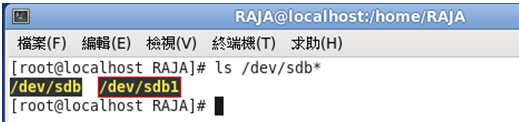 RAJA@localhost:/home/RAJA
檔案(F) 編輯(E) 檢視(V) 終端機(T) 求助(H)
[root@localhost RAJA]# ls /dev/sdb*
/dev/sdb /dev/sdb1
[root@localhost RAJA]#